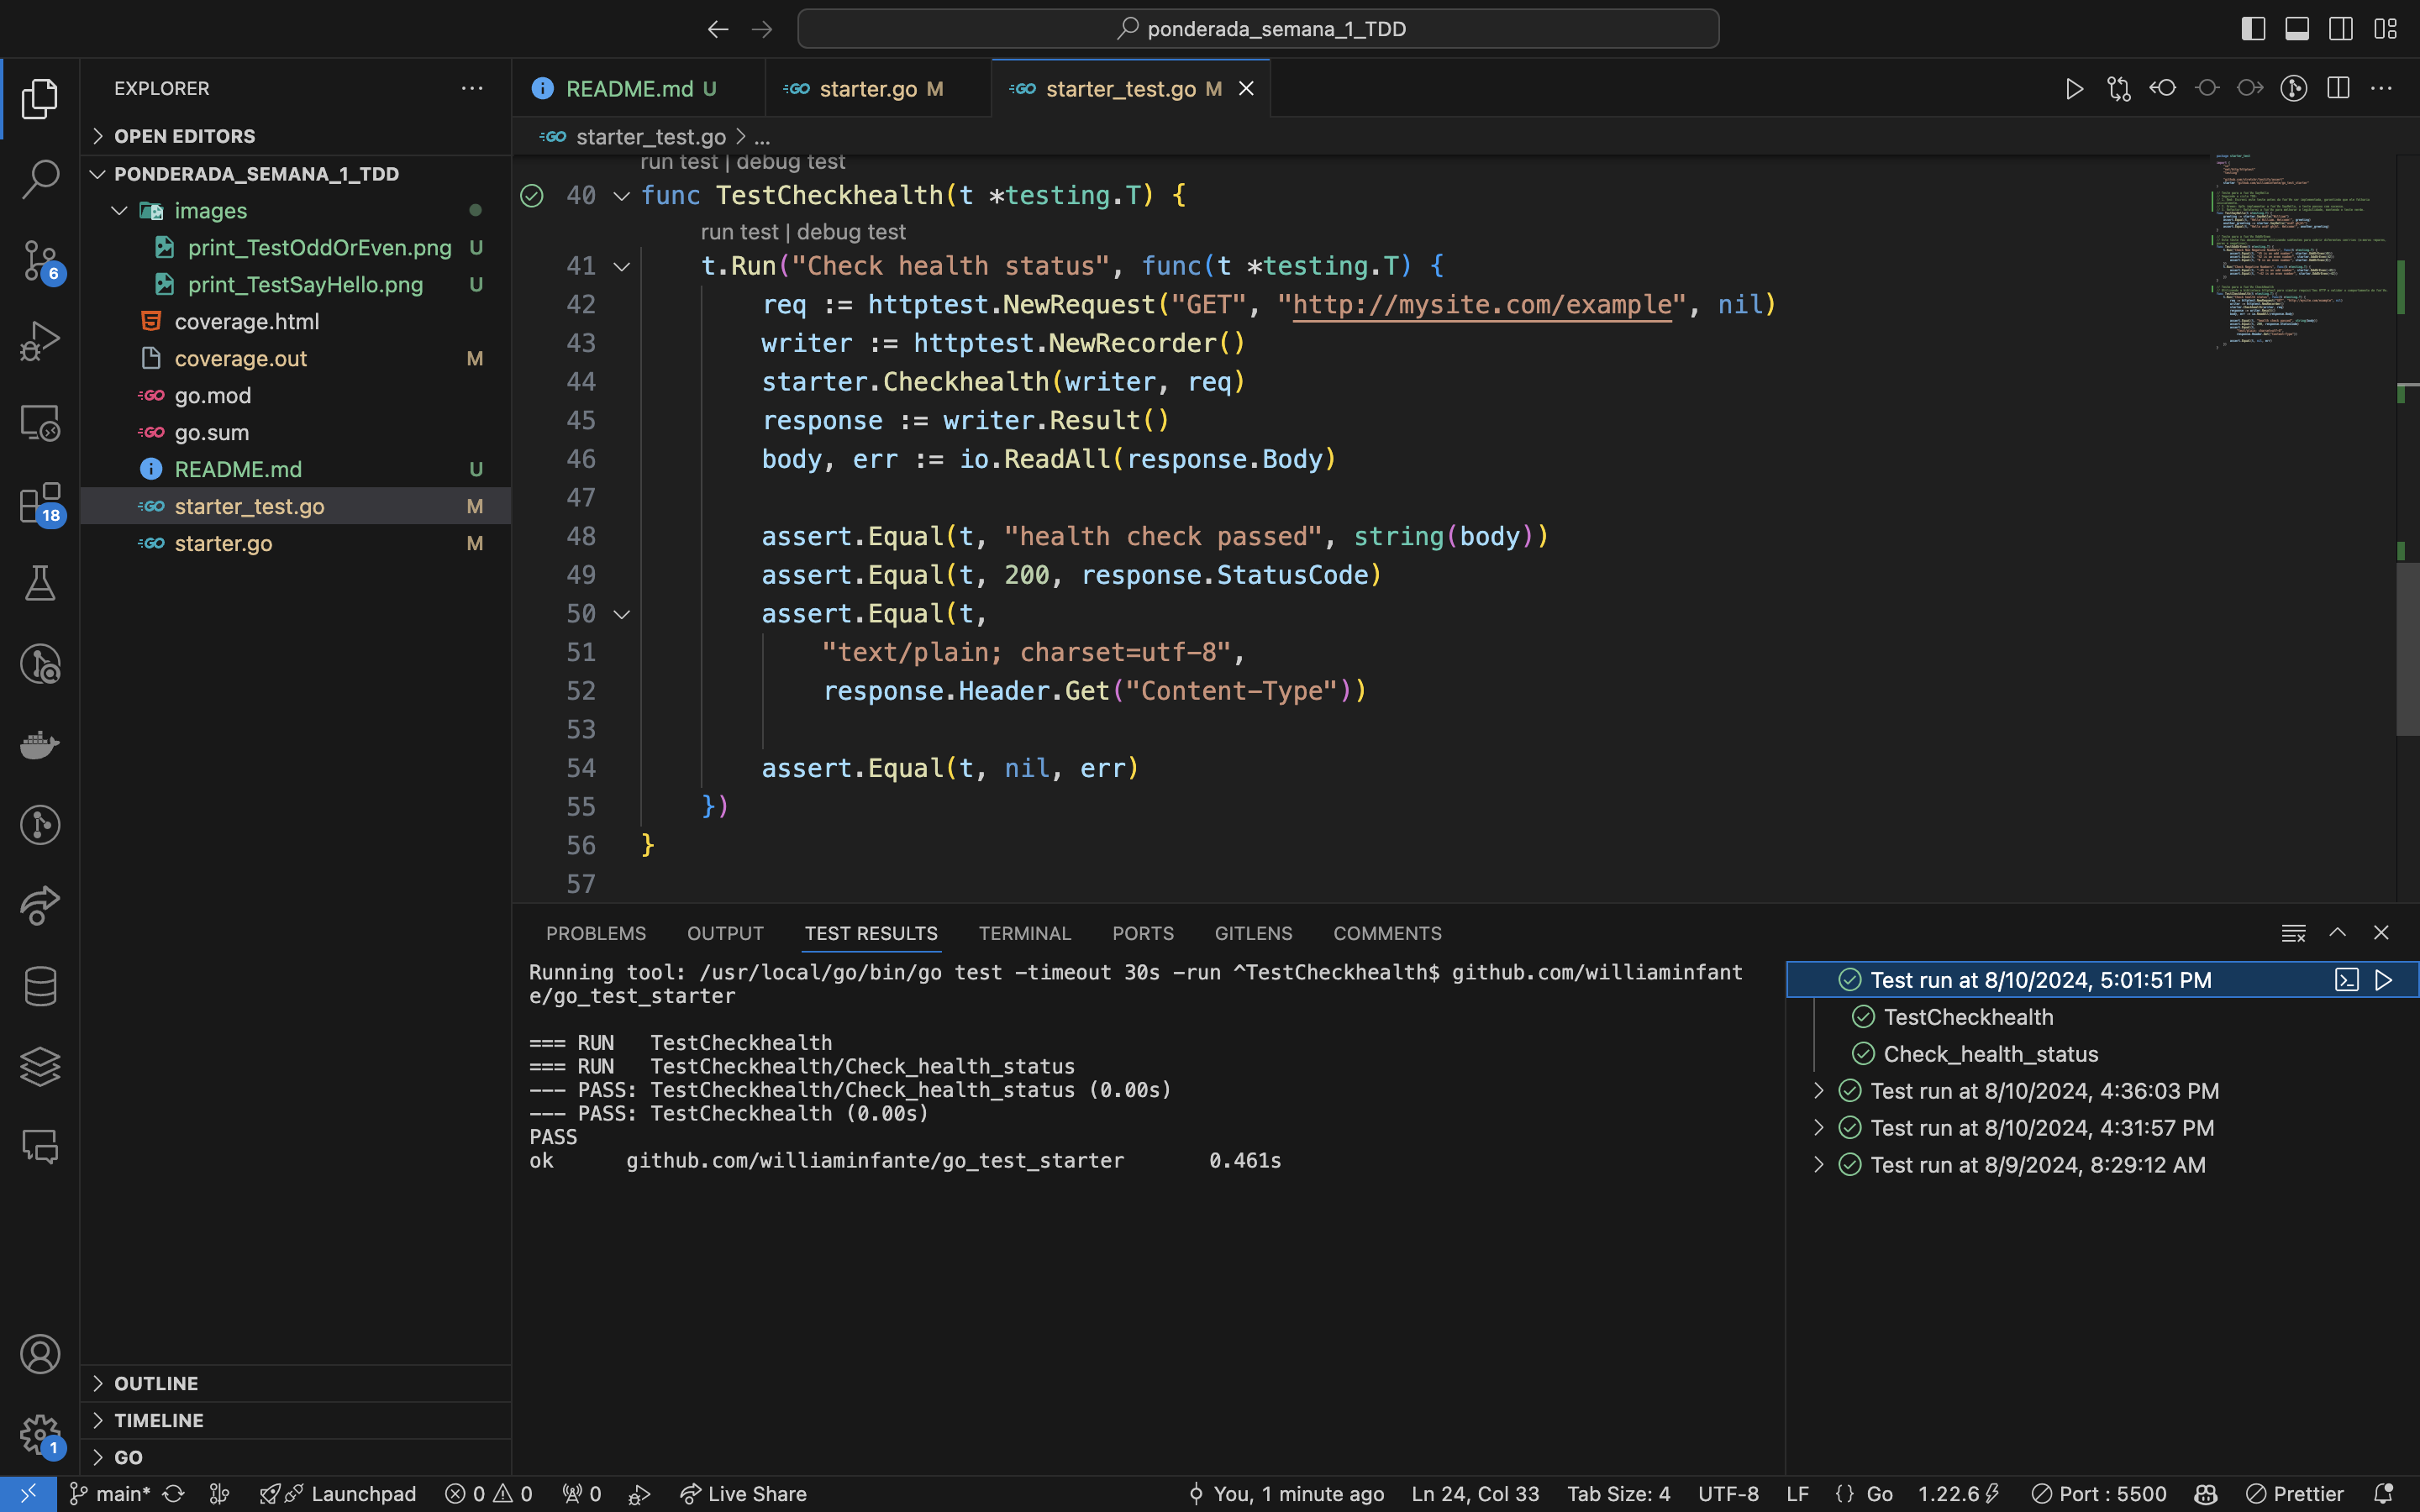 ponderada_semana_1_TDD
EXPLORER
OPEN EDITORS
PONDERADA_SEMANA_1_TDD
images
print_TestOddOrEven.png U
print_TestSayHello.png U
coverage.html
coverage.out M
go.mod
go.sum
README.md U
starter_test.go M
starter.go M
OUTLINE
TIMELINE
GO
6
18
1
README.md U
starter.go M
starter_test.go M
starter_test.go > ...
run test | debug test
40 func TestCheckhealth(t *testing.T) {
run test | debug test
41 t.Run("Check health status", func(t *testing.T) {
42 req := httptest.NewRequest("GET", "http://mysite.com/example", nil)
43 writer := httptest.NewRecorder()
44 starter.Checkhealth(writer, req)
45 response := writer.Result()
46 body, err := io.ReadAll(response.Body)
47
48 assert.Equal(t, "health check passed", string(body))
49 assert.Equal(t, 200, response.StatusCode)
50 assert.Equal(t,
51 "text/plain; charset=utf-8",
52 response.Header.Get("Content-Type"))
53
54 assert.Equal(t, nil, err)
55 })
56 }
57
PROBLEMS OUTPUT TEST RESULTS TERMINAL PORTS GITLENS COMMENTS
Running tool: /usr/local/go/bin/go test -timeout 30s -run ^TestCheckhealth$ github.com/williaminfant
e/go_test_starter
=== RUN TestCheckhealth
=== RUN TestCheckhealth/Check_health_status
--- PASS: TestCheckhealth/Check_health_status (0.00s)
--- PASS: TestCheckhealth (0.00s)
PASS
ok github.com/williaminfante/go_test_starter 0.461s
Test run at 8/10/2024, 5:01:51 PM
TestCheckhealth
Check_health_status
Test run at 8/10/2024, 4:36:03 PM
Test run at 8/10/2024, 4:31:57 PM
Test run at 8/9/2024, 8:29:12 AM
main* Launchpad 0 0 0 Live Share You, 1 minute ago Ln 24, Col 33 Tab Size: 4 UTF-8 LF {} Go 1.22.6 Port : 5500 Prettier